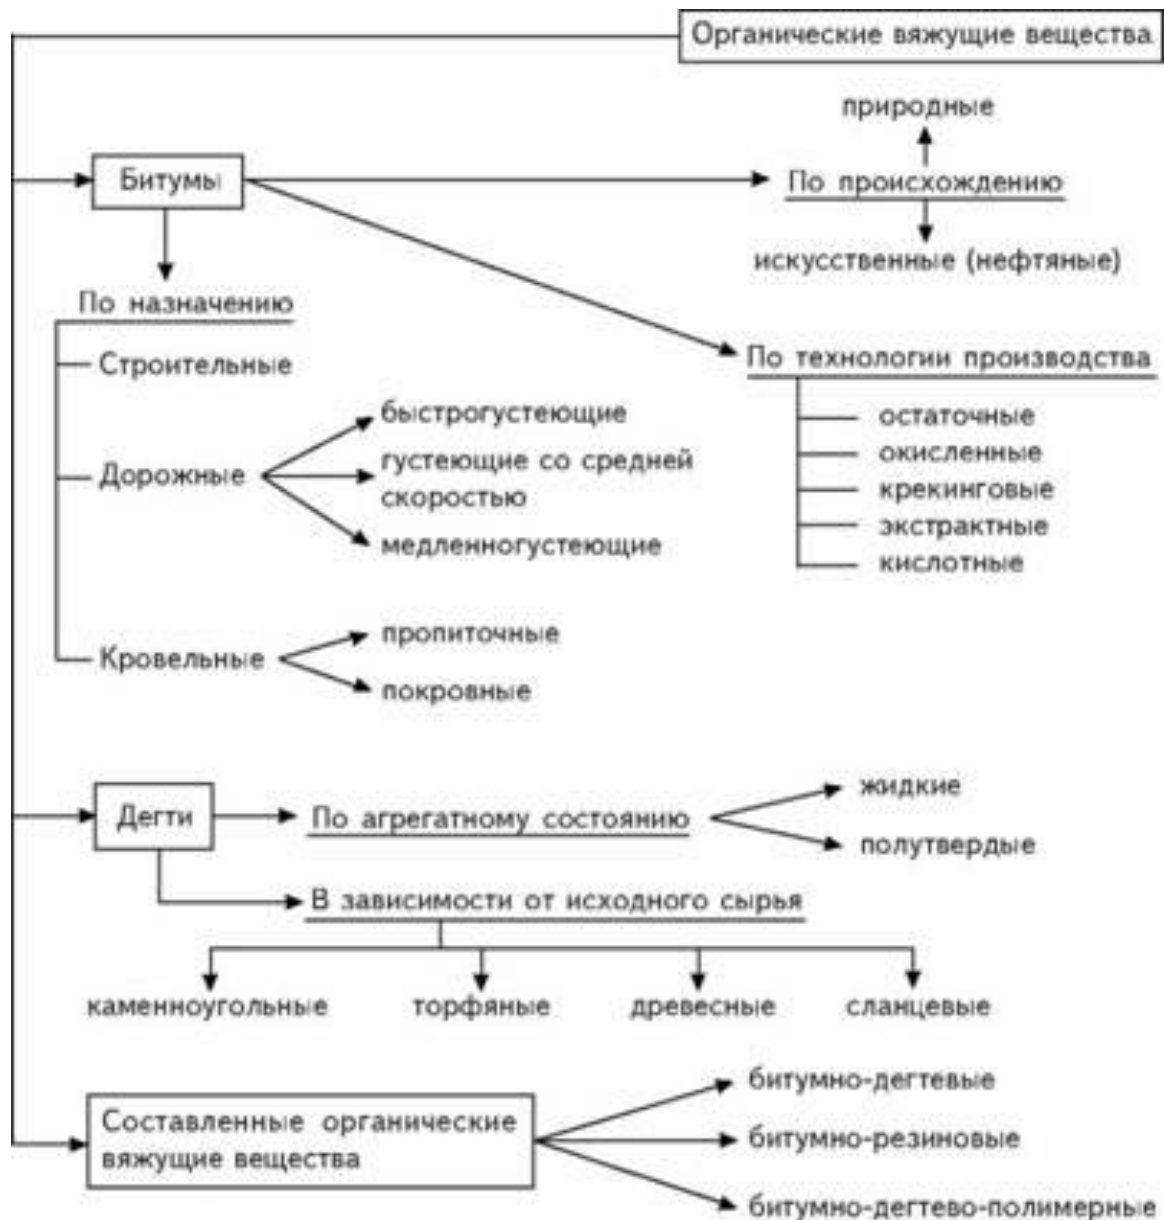 Органические вяжущие вещества
природные
Битумы
По происхождению
искусственные (нефтяные)
По назначению
Строительные
По технологии производства
быстрогустеющие
остаточные
окисленные
Дорожные
густеющие со средней
скоростью
крекинговые
экстрактные
медленногустеющие
кислотные
пропиточные
Кровельные
покровные
жидкие
Дегти
По агрегатному состоянию
полутвердые
В зависимости от исходного сырья
каменноугольные торфяные древесные сланцевые
битумно-дегтевые
Составленные органические
вяжущие вещества
битумно-резиновые
битумно-дегтево-полимерные